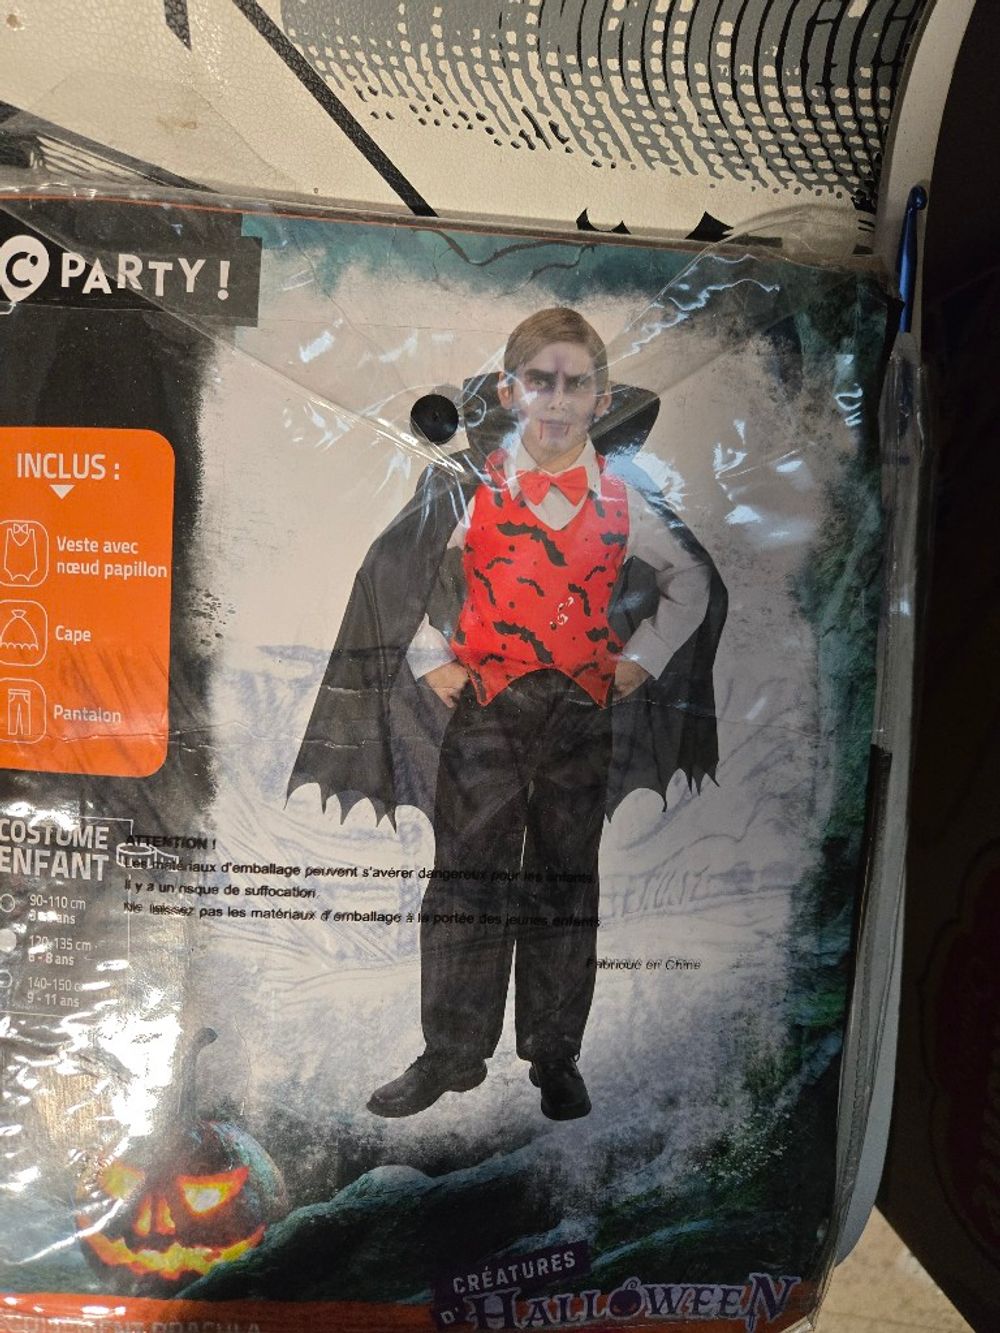 C PARTY!
INCLUS :
Veste avec
nœud papillon
Cape
Pantalon
COSTUME
ENFANT
90-110 cm
ans
120-135 cm
6 - 8 ans
140-150 c
9 - 11 ans
ATTENTION !
Les matériaux d'emballage peuvent s'avérer dangereux pour les enfants.
Il y a un risque de suffocation.
Ne laissez pas les matériaux d'emballage à la portée des jeunes enfants.
Fabriqué en Chine
CRÉATURES
D'HALLOWEEN
DRACULA